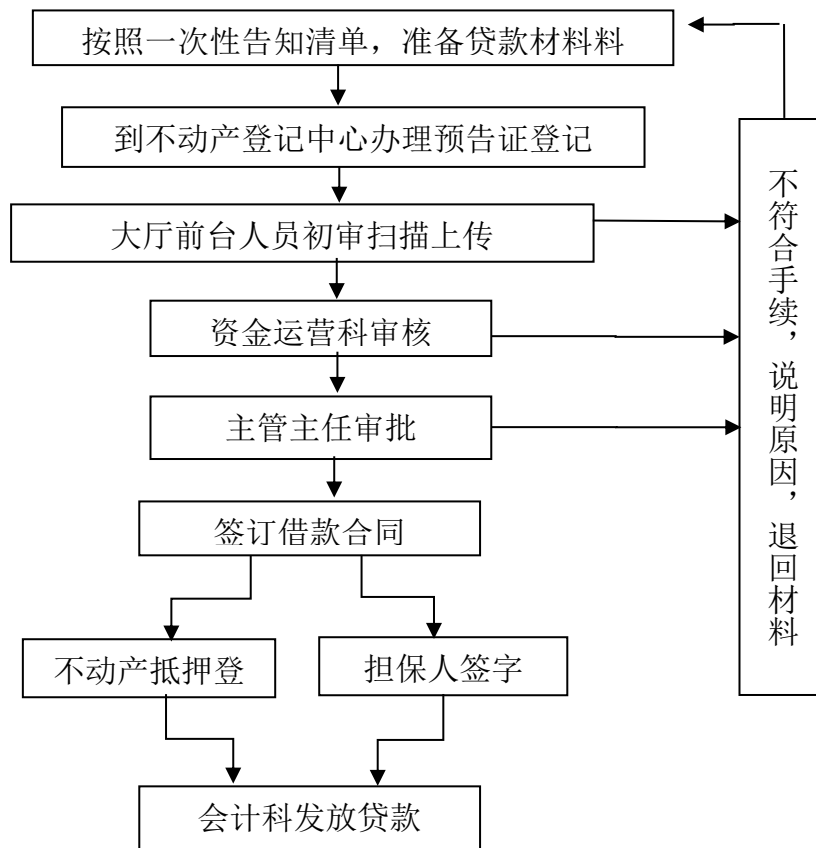 按照一次性告知清单，准备贷款材料料
到不动产登记中心办理预告证登记
大厅前台人员初审扫描上传
资金运营科审核
主管主任审批
签订借款合同
不动产抵押登
担保人签字
会计科发放贷款
不符合手续，说明原因，退回材料